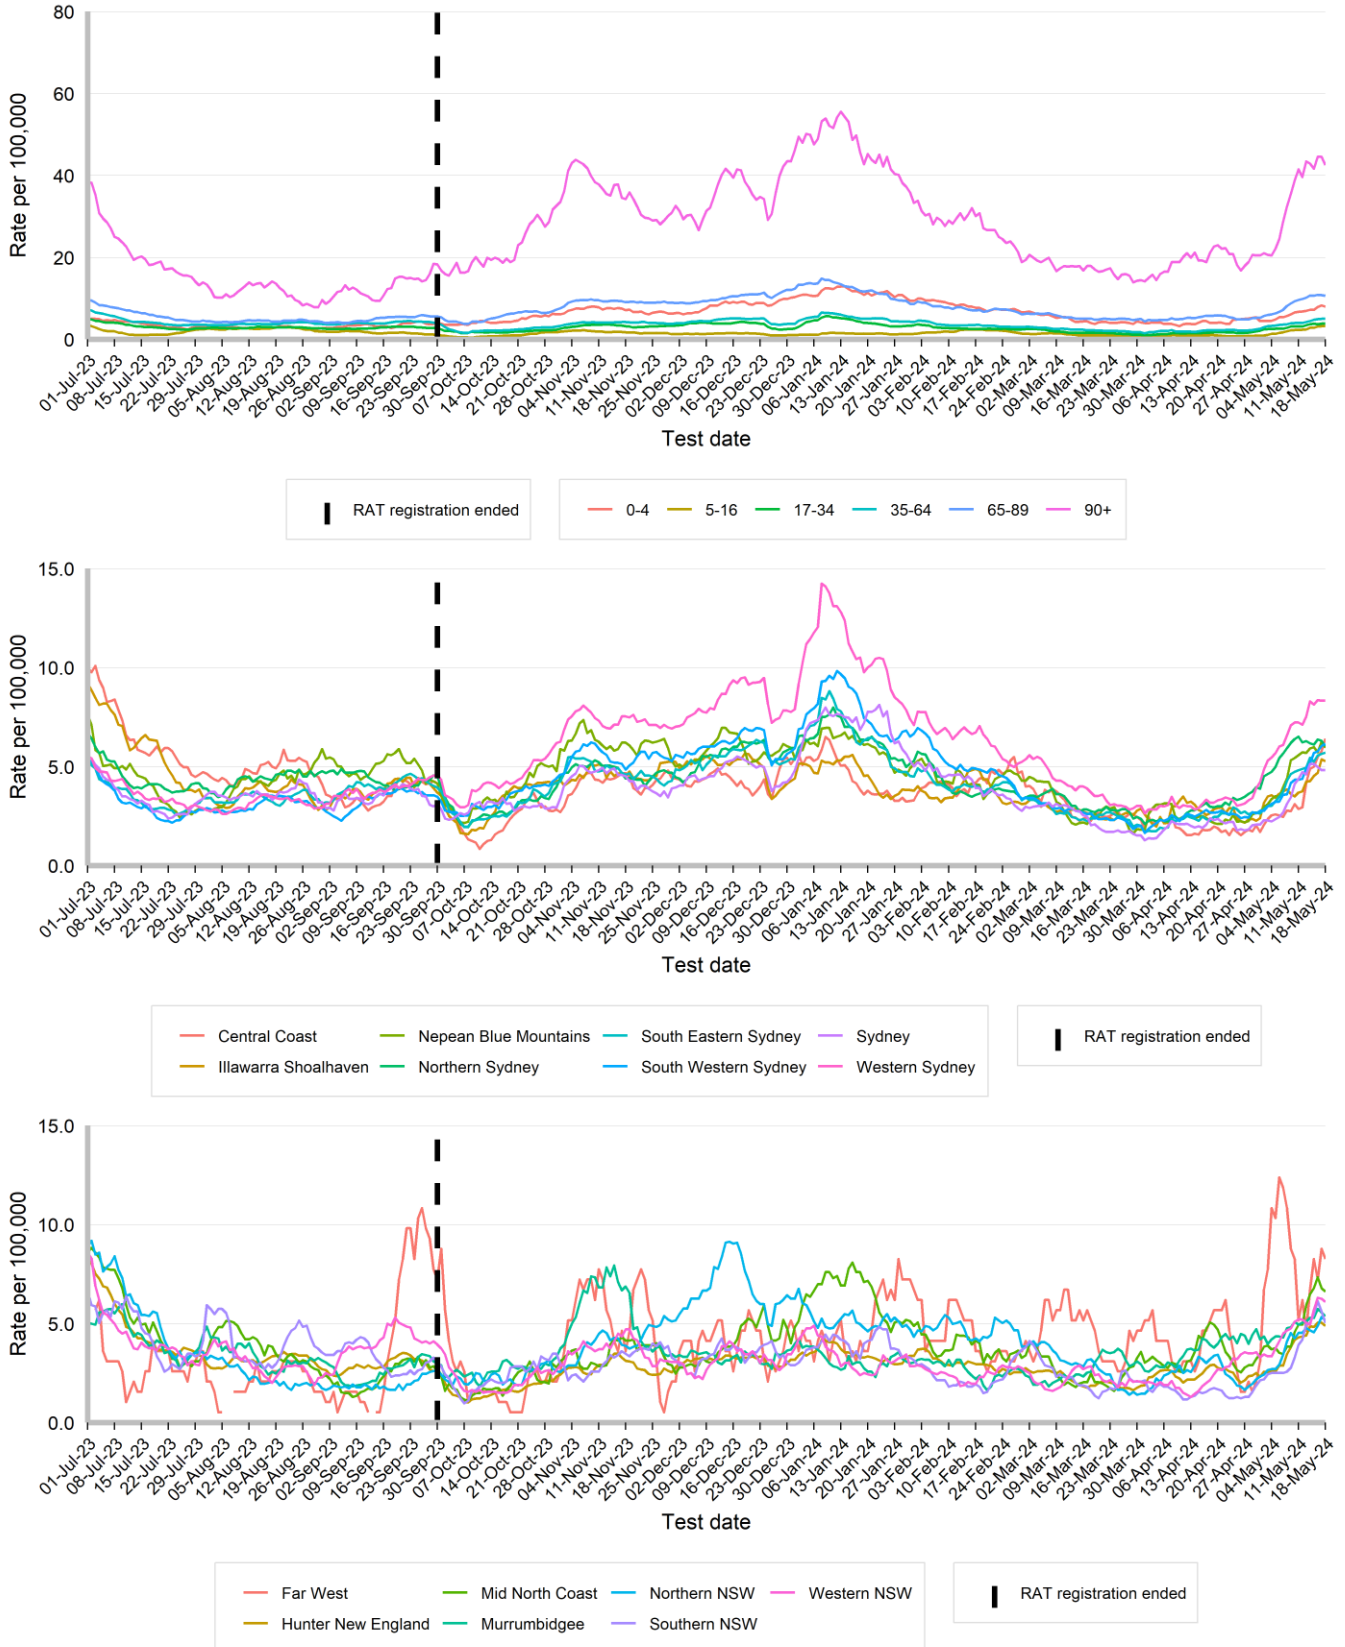 80
60
40
20
0
Rate per 100,000
01-Jul-23 08-Jul-23 15-Jul-23 22-Jul-23 29-Jul-23 05-Aug-23 12-Aug-23 19-Aug-23 26-Aug-23 02-Sep-23 09-Sep-23 16-Sep-23 23-Sep-23 30-Sep-23 07-Oct-23 14-Oct-23 21-Oct-23 28-Oct-23 04-Nov-23 11-Nov-23 18-Nov-23 25-Nov-23 02-Dec-23 09-Dec-23 16-Dec-23 23-Dec-23 30-Dec-23 06-Jan-24 13-Jan-24 20-Jan-24 27-Jan-24 03-Feb-24 10-Feb-24 17-Feb-24 24-Feb-24 02-Mar-24 09-Mar-24 16-Mar-24 23-Mar-24 30-Mar-24 06-Apr-24 13-Apr-24 20-Apr-24 27-Apr-24 04-May-24 11-May-24 18-May-24
Test date
RAT registration ended 0-4 5-16 17-34 35-64 65-89 90+
15.0
10.0
5.0
0.0
Rate per 100,000
01-Jul-23 08-Jul-23 15-Jul-23 22-Jul-23 29-Jul-23 05-Aug-23 12-Aug-23 19-Aug-23 26-Aug-23 02-Sep-23 09-Sep-23 16-Sep-23 23-Sep-23 30-Sep-23 07-Oct-23 14-Oct-23 21-Oct-23 28-Oct-23 04-Nov-23 11-Nov-23 18-Nov-23 25-Nov-23 02-Dec-23 09-Dec-23 16-Dec-23 23-Dec-23 30-Dec-23 06-Jan-24 13-Jan-24 20-Jan-24 27-Jan-24 03-Feb-24 10-Feb-24 17-Feb-24 24-Feb-24 02-Mar-24 09-Mar-24 16-Mar-24 23-Mar-24 30-Mar-24 06-Apr-24 13-Apr-24 20-Apr-24 27-Apr-24 04-May-24 11-May-24 18-May-24
Test date
Central Coast Nepean Blue Mountains South Eastern Sydney Sydney RAT registration ended
Illawarra Shoalhaven Northern Sydney South Western Sydney Western Sydney
15.0
10.0
5.0
0.0
Rate per 100,000
01-Jul-23 08-Jul-23 15-Jul-23 22-Jul-23 29-Jul-23 05-Aug-23 12-Aug-23 19-Aug-23 26-Aug-23 02-Sep-23 09-Sep-23 16-Sep-23 23-Sep-23 30-Sep-23 07-Oct-23 14-Oct-23 21-Oct-23 28-Oct-23 04-Nov-23 11-Nov-23 18-Nov-23 25-Nov-23 02-Dec-23 09-Dec-23 16-Dec-23 23-Dec-23 30-Dec-23 06-Jan-24 13-Jan-24 20-Jan-24 27-Jan-24 03-Feb-24 10-Feb-24 17-Feb-24 24-Feb-24 02-Mar-24 09-Mar-24 16-Mar-24 23-Mar-24 30-Mar-24 06-Apr-24 13-Apr-24 20-Apr-24 27-Apr-24 04-May-24 11-May-24 18-May-24
Test date
Far West Mid North Coast Northern NSW Western NSW RAT registration ended
Hunter New England Murrumbidgee Southern NSW